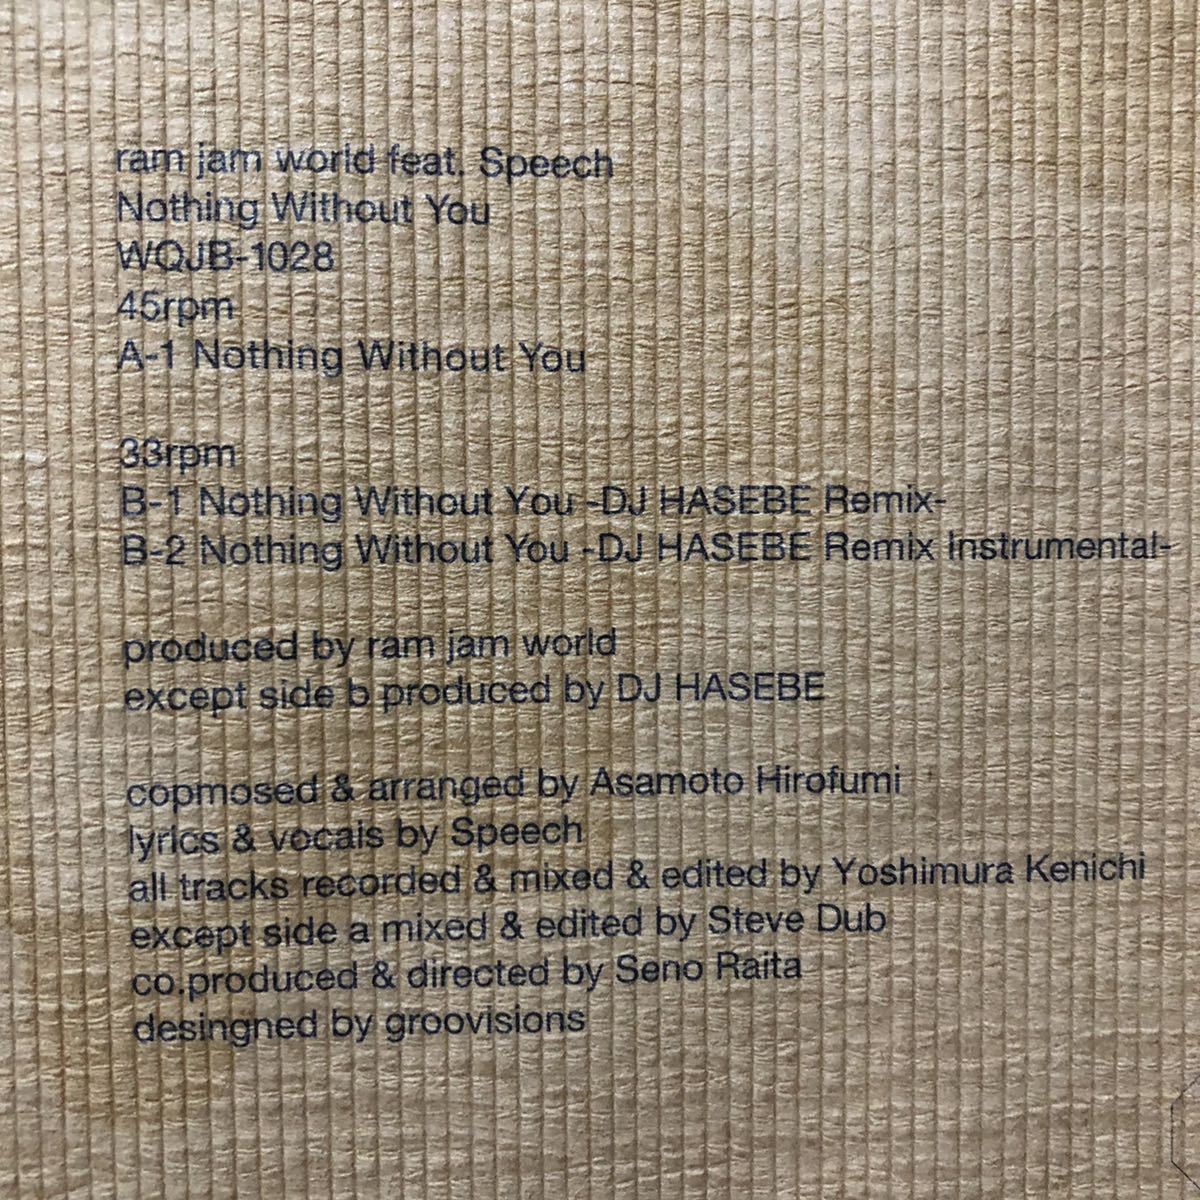 ram jam world feat. Speech
Nothing Without You
WQJB-1028
45rpm
A-1 Nothing Without You
33rpm
B-1 Nothing Without You -DJ HASEBE Remix-
B-2 Nothing Without You -DJ HASEBE Remix Instrumental-
produced by ram jam world
except side b produced by DJ HASEBE
copmosed & arranged by Asamoto Hirofumi
lyrics & vocals by Speech
all tracks recorded & mixed & edited by Yoshimura Kenichi
except side a mixed & edited by Steve Dub
co.produced & directed by Seno Raita
desingned by groovisions